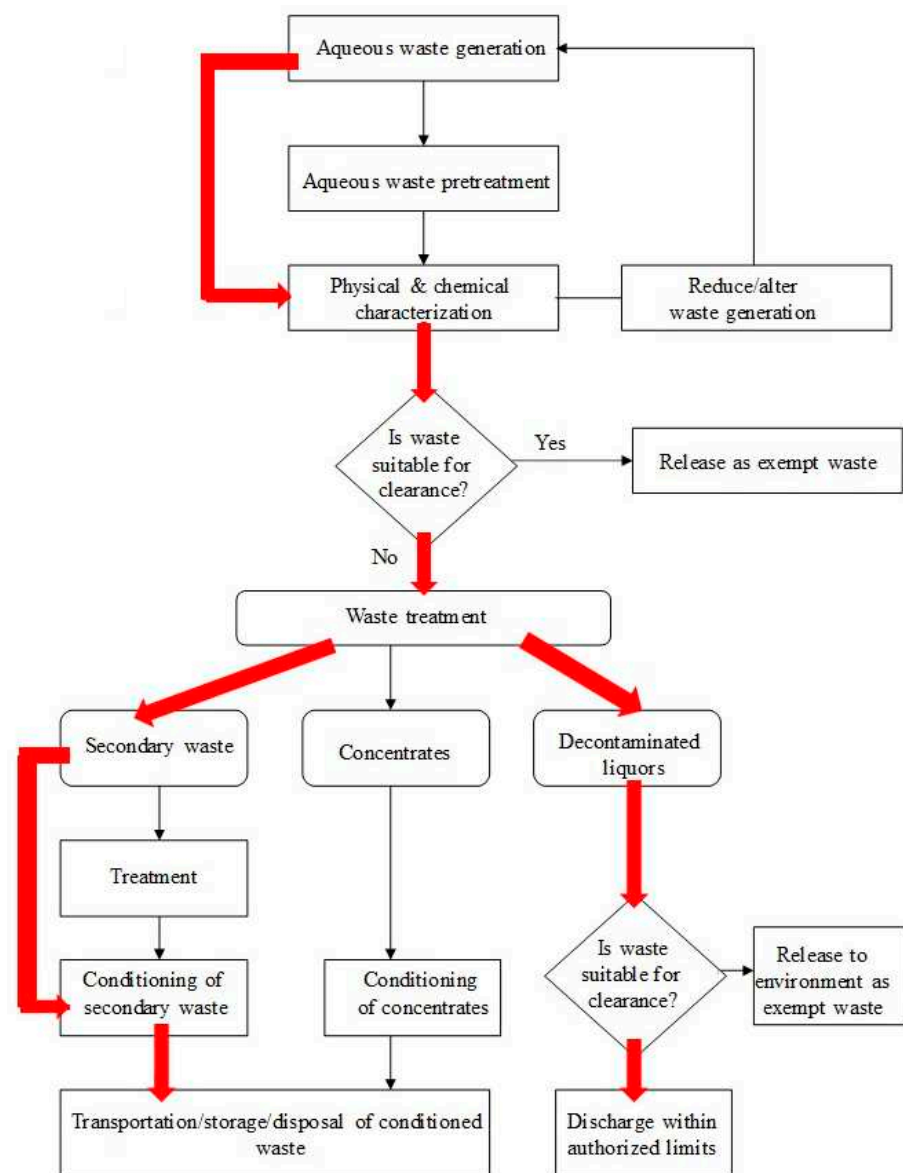 Aqueous waste generation
Aqueous waste pretreatment
Physical & chemical
characterization
Reduce/alter
waste generation
Is waste
suitable for
clearance?
Yes
Release as exempt waste
No
Waste treatment
Secondary waste
Concentrates
Decontaminated
liquors
Treatment
Conditioning of
secondary waste
Conditioning
of concentrates
Is waste
suitable for
clearance?
Release to
environment as
exempt waste
Transportation/storage/disposal of conditioned
waste
Discharge within
authorized limits